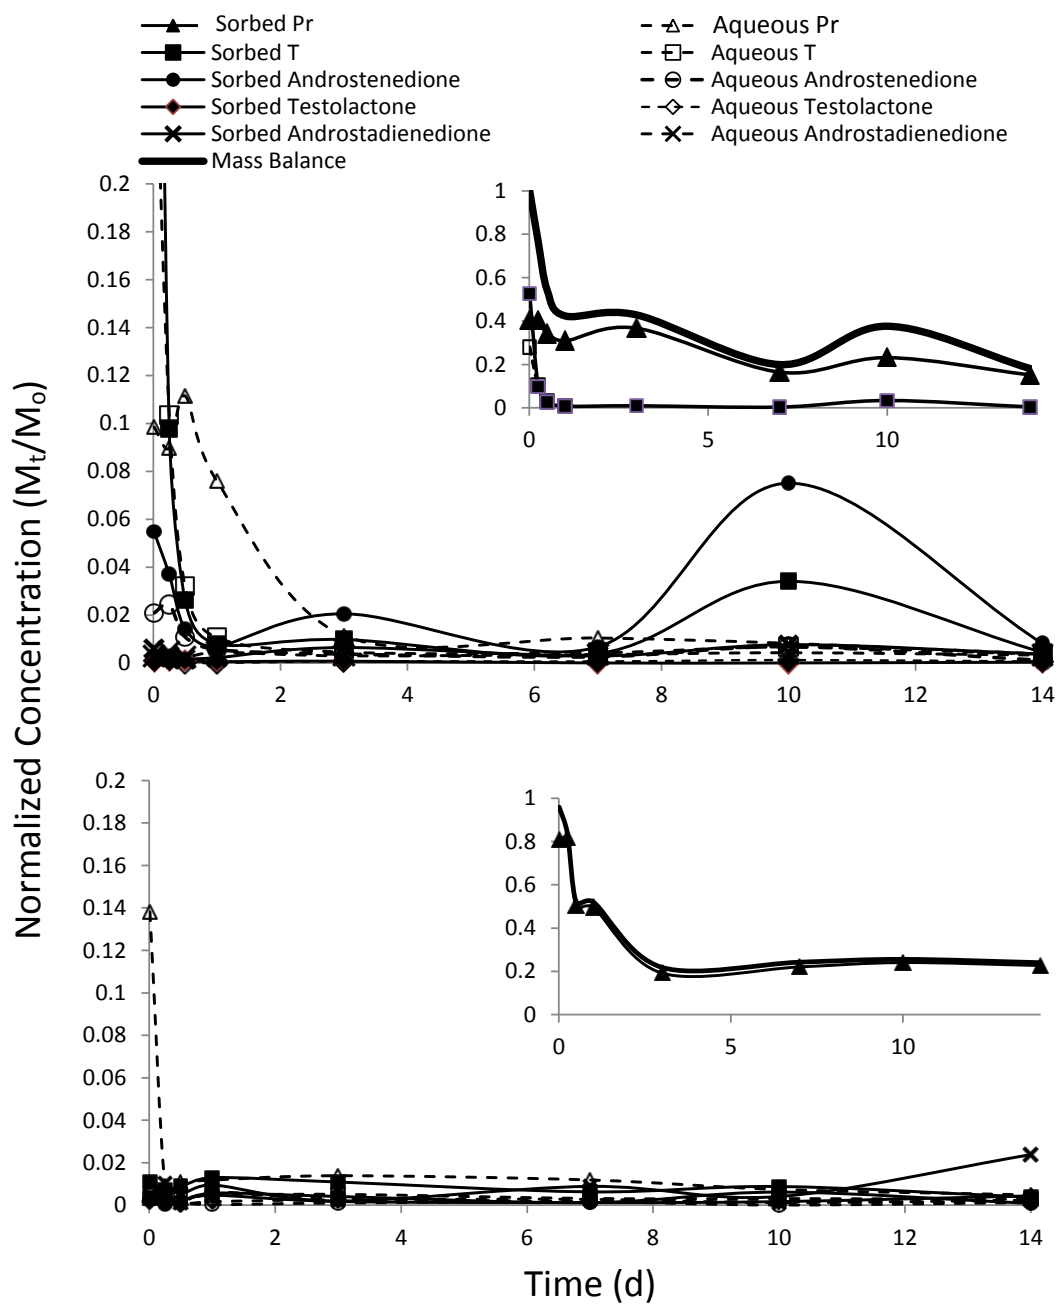 Sorbed Pr
Aqueous Pr
Sorbed T
Aqueous T
Sorbed Androstenedione
Aqueous Androstenedione
Sorbed Testolactone
Aqueous Testolactone
Sorbed Androstadienedione
Aqueous Androstadienedione
Mass Balance
Normalized Concentration (Mt/Mo)
0.2
0.18
0.16
0.14
0.12
0.1
0.08
0.06
0.04
0.02
0
0 2 4 6 8 10 12 14
1
0.8
0.6
0.4
0.2
0
0 5 10
0.2
0.18
0.16
0.14
0.12
0.1
0.08
0.06
0.04
0.02
0
0 2 4 6 8 10 12 14
1
0.8
0.6
0.4
0.2
0
0 5 10
Time (d)